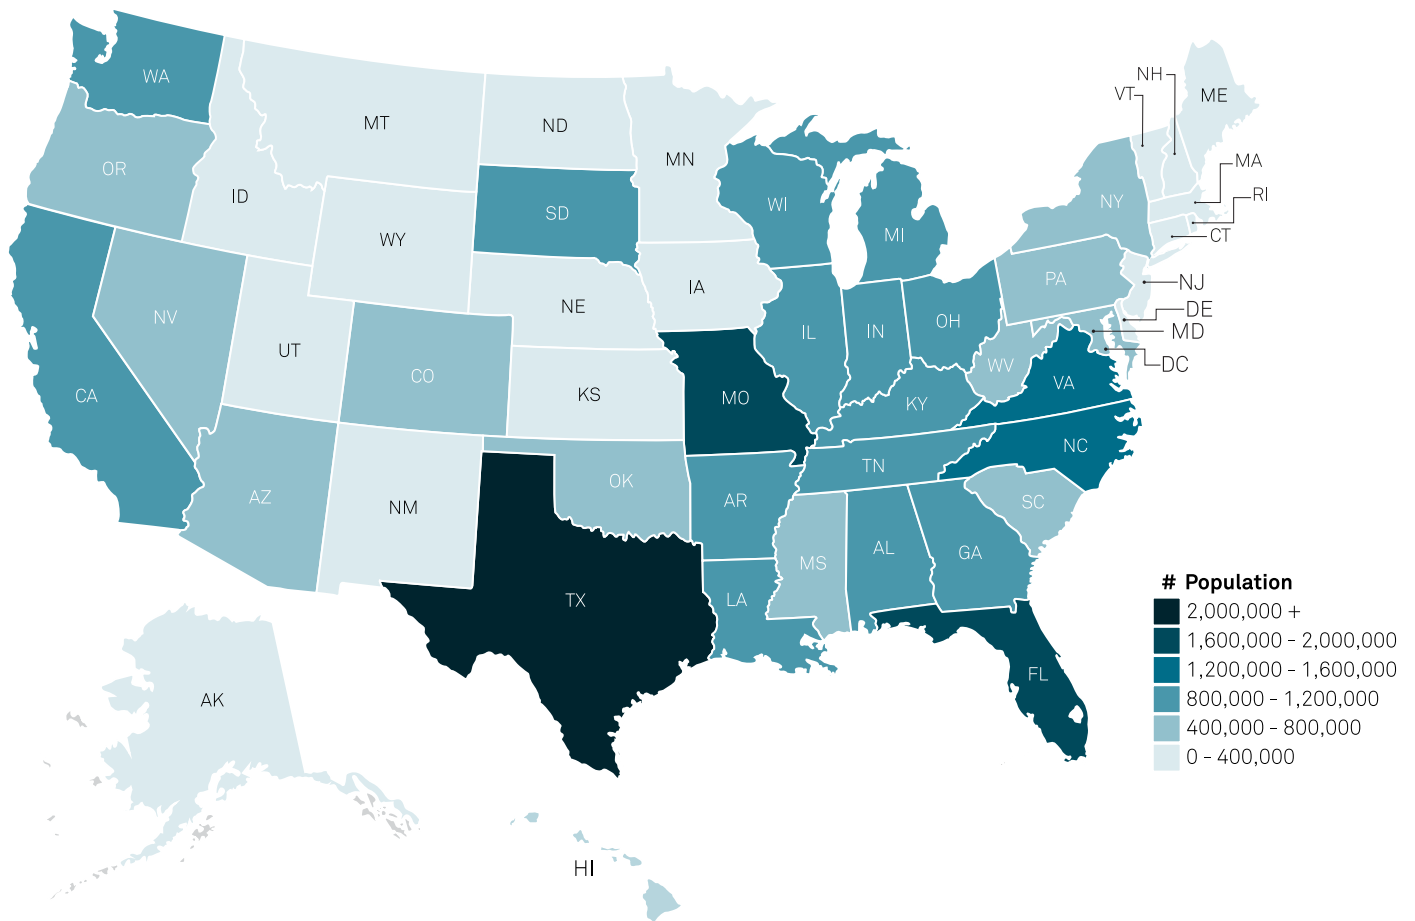 WA
MT
ND
MN
OR
ID
WY
SD
WI
MI
NH
VT
ME
MA
RI
NY
CT
NV
UT
NE
IA
PA
NJ
DE
MD
DC
CA
CO
KS
MO
IL
IN
OH
WV
VA
KY
NC
TN
AZ
NM
OK
AR
SC
MS
AL
GA
TX
LA
FL
AK
HI
# Population
2,000,000 +
1,600,000 - 2,000,000
1,200,000 - 1,600,000
800,000 - 1,200,000
400,000 - 800,000
0 - 400,000